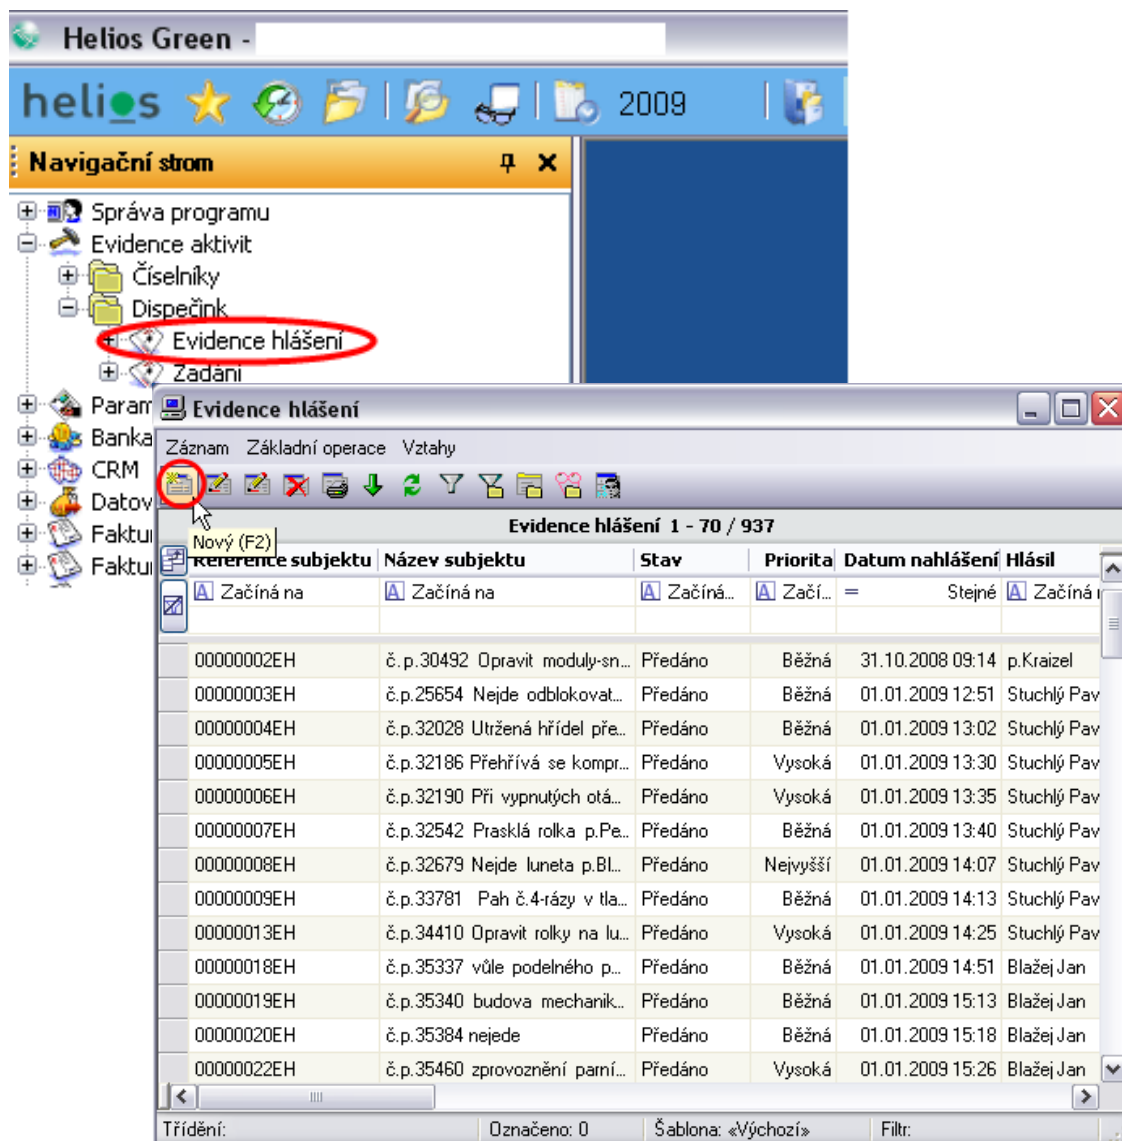 Helios Green -
helios 2009
Navigační strom
Správa programu
Evidence aktivit
Číselníky
Dispečink
Evidence hlášení
Zadání
Param
Banka
CRM
Datov
Faktu
Faktu
Evidence hlášení
Záznam Základní operace Vztahy
Nový (F2)
Evidence hlášení 1 - 70 / 937
Reference subjektu Název subjektu Stav Priorita Datum nahlášení Hlásil
Začíná na Začíná na Začíná... Začí... = Stejné Začíná
00000002EH č.p.30492 Opravit moduly-sn... Předáno Běžná 31.10.2008 09:14 p.Kraizel
00000003EH č.p.25654 Nejde odblokovat... Předáno Běžná 01.01.2009 12:51 Stuchlý Pav
00000004EH č.p.32028 Utržená hřídel pře... Předáno Běžná 01.01.2009 13:02 Stuchlý Pav
00000005EH č.p.32186 Přehřívá se kompr... Předáno Vysoká 01.01.2009 13:30 Stuchlý Pav
00000006EH č.p.32190 Při vypnutých otá... Předáno Vysoká 01.01.2009 13:35 Stuchlý Pav
00000007EH č.p.32542 Prasklá rolka p.Pe... Předáno Běžná 01.01.2009 13:40 Stuchlý Pav
00000008EH č.p.32679 Nejde luneta p.Bl... Předáno Nejvyšší 01.01.2009 14:07 Stuchlý Pav
00000009EH č.p.33781 Pah č.4-rázy v tla... Předáno Běžná 01.01.2009 14:13 Stuchlý Pav
00000013EH č.p.34410 Opravit rolky na lu... Předáno Vysoká 01.01.2009 14:25 Stuchlý Pav
00000018EH č.p.35337 vůle podelného p... Předáno Běžná 01.01.2009 14:51 Blažej Jan
00000019EH č.p.35340 budova mechanik... Předáno Běžná 01.01.2009 15:13 Blažej Jan
00000020EH č.p.35384 nejede Předáno Běžná 01.01.2009 15:18 Blažej Jan
00000022EH č.p.35460 zprovoznění parní... Předáno Vysoká 01.01.2009 15:26 Blažej Jan
Třídění: Označeno: 0 Šablona: «Výchozí» Filtr: